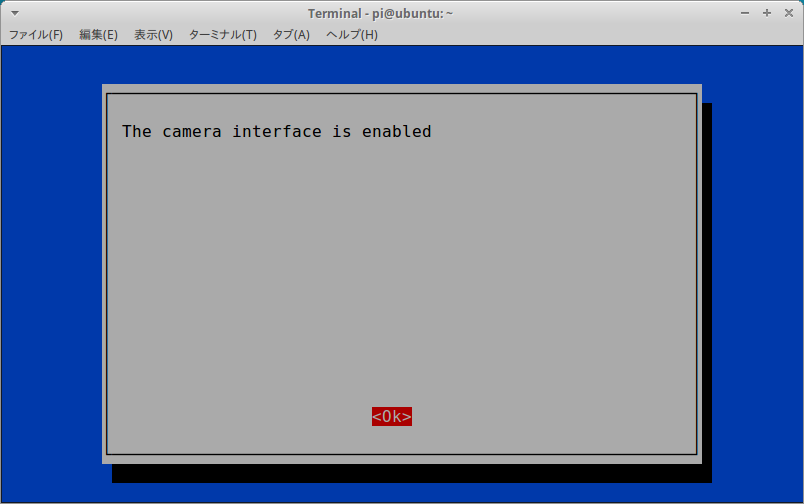 Terminal - pi@ubuntu: ~
ファイル(F) 編集(E) 表示(V) ターミナル(T) タブ(A) ヘルプ(H)
The camera interface is enabled
<Ok>